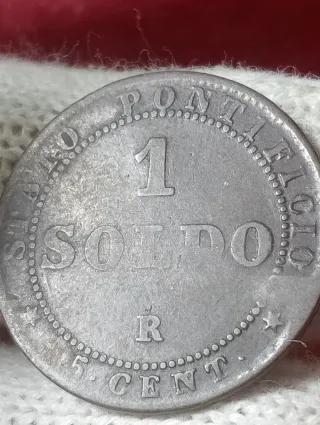 STATO PONTIFICIO
1
SOLDO
R
5. CENT.